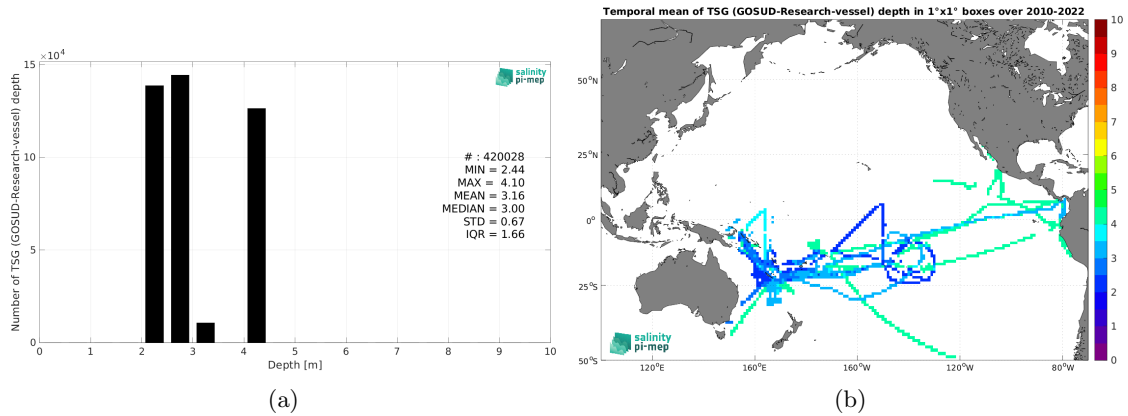 ×10⁴
15
10
5
0
Number of TSG (GOSUD-Research-vessel) depth
salinity
pi-mep
# : 420028
MIN = 2.44
MAX = 4.10
MEAN = 3.16
MEDIAN = 3.00
STD = 0.67
IQR = 1.66
0 1 2 3 4 5 6 7 8 9 10
Depth [m]
(a)
Temporal mean of TSG (GOSUD-Research-vessel) depth in 1°x1° boxes over 2010-2022
50°N
25°N
0°
25°S
50°S
120°E
160°E
160°W
120°W
80°W
salinity
pi-mep
10
9
8
7
6
5
4
3
2
1
0
(b)